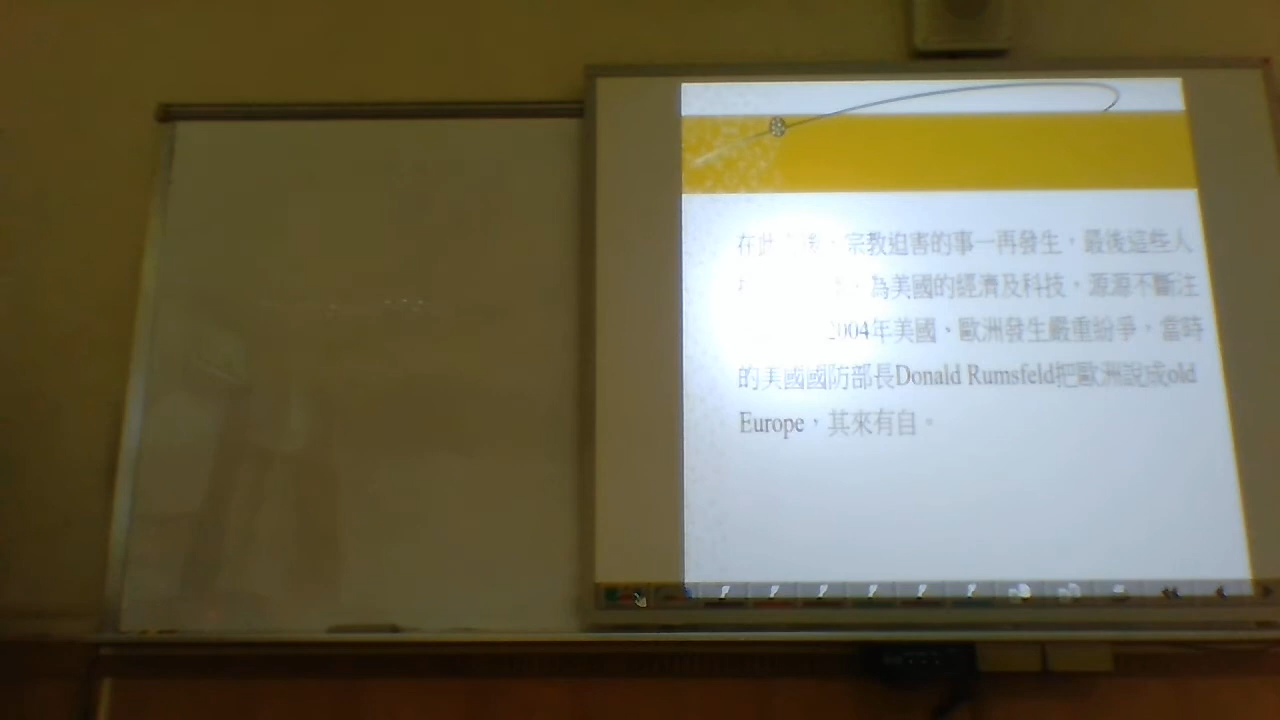 在此 、宗教迫害的事一再發生，最後這些人
，為美國的經濟及科技，源源不斷注
2004年美國、歐洲發生嚴重紛爭，當時
的美國國防部長Donald Rumsfeld把歐洲說成old
Europe，其來有自。